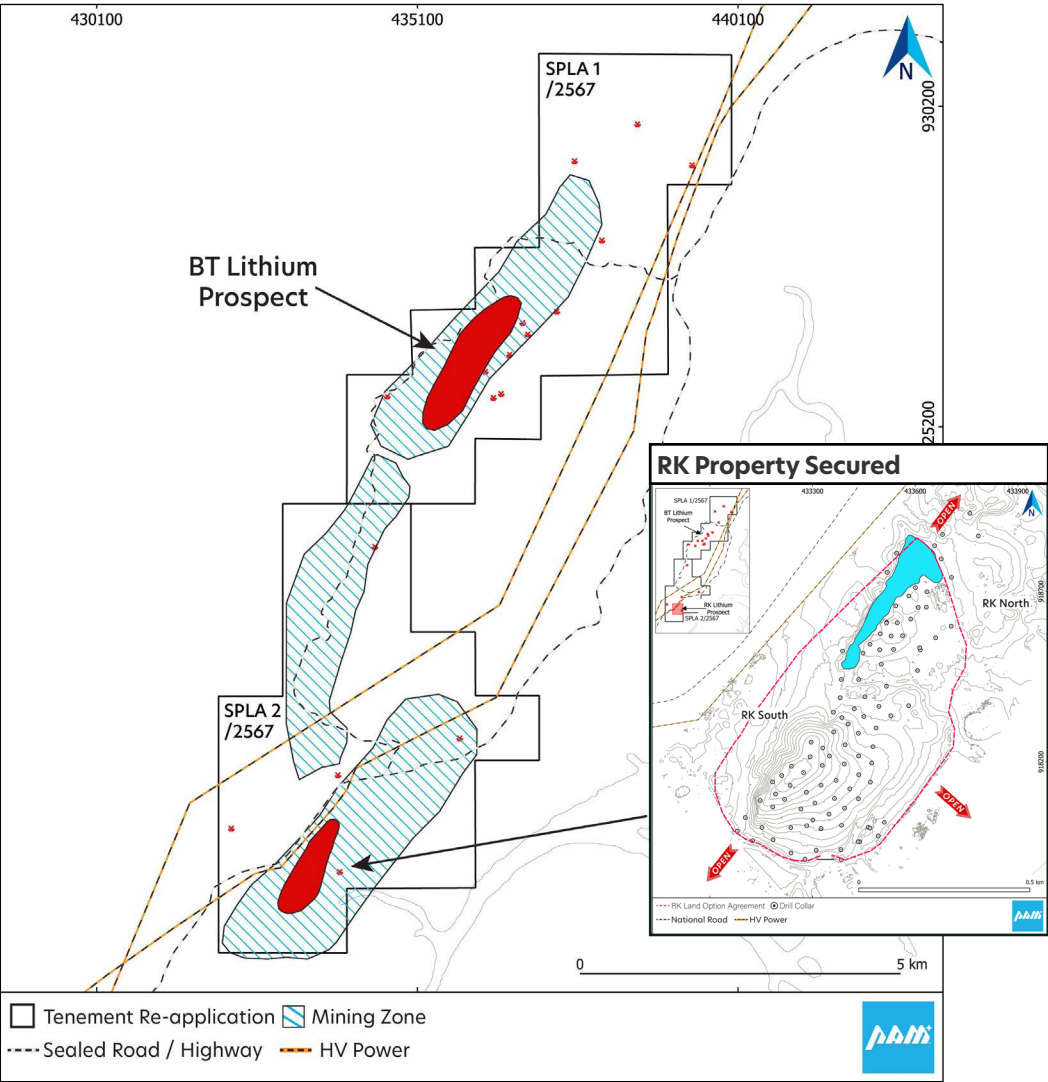 430100
435100
440100
SPLA 1
/2567
N
930200
BT Lithium
Prospect
25200
RK Property Secured
433300
433600
433900
SPLA 1/2567
BT Lithium
Prospect
OPEN
N
918700
RK North
RK Lithium
Prospect
SPLA 2/2567
RK South
918200
SPLA 2
/2567
OPEN
OPEN
0
0.5 km
RK Land Option Agreement
Drill Collar
National Road
HV Power
pam
0
5 km
Tenement Re-application
Mining Zone
Sealed Road / Highway
HV Power
pam